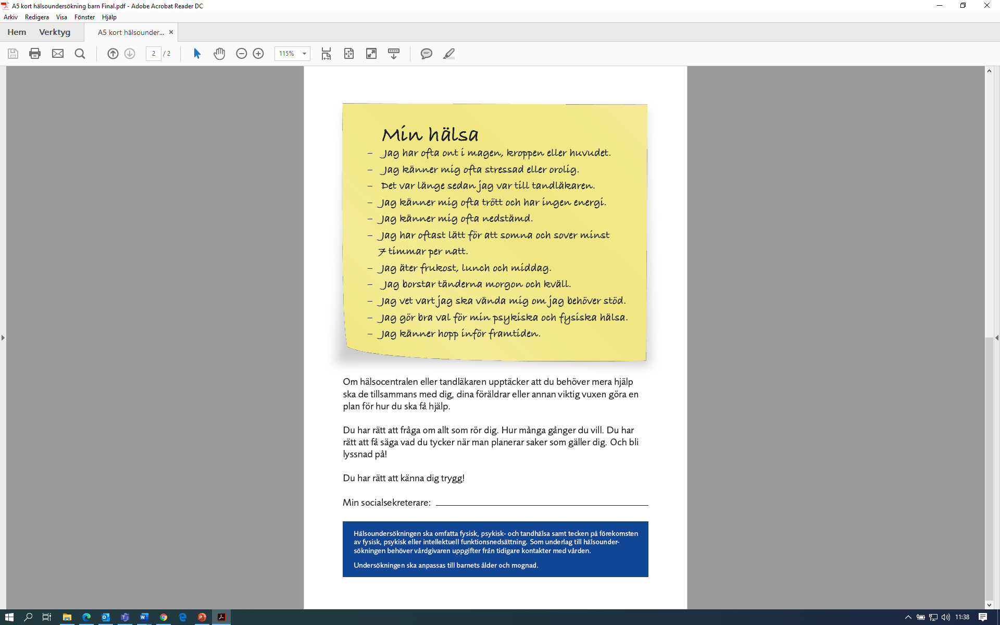 A5 kort hälsoundersökning barn Final.pdf - Adobe Acrobat Reader DC
Arkiv Redigera Visa Fönster Hjälp
Hem Verktyg A5 kort hälsounder... ×
2 / 2 115%
Min hälsa
– Jag har ofta ont i magen, kroppen eller huvudet.
– Jag känner mig ofta stressad eller orolig.
– Det var länge sedan jag var till tandläkaren.
– Jag känner mig ofta trött och har ingen energi.
– Jag känner mig ofta nedstämd.
– Jag har oftast lätt för att somna och sover minst
7 timmar per natt.
– Jag äter frukost, lunch och middag.
– Jag borstar tänderna morgon och kväll.
– Jag vet vart jag ska vända mig om jag behöver stöd.
– Jag gör bra val för min psykiska och fysiska hälsa.
– Jag känner hopp inför framtiden.
Om hälsocentralen eller tandläkaren upptäcker att du behöver mera hjälp
ska de tillsammans med dig, dina föräldrar eller annan viktig vuxen göra en
plan för hur du ska få hjälp.
Du har rätt att fråga om allt som rör dig. Hur många gånger du vill. Du har
rätt att få säga vad du tycker när man planerar saker som gäller dig. Och bli
lyssnad på!
Du har rätt att känna dig trygg!
Min socialsekreterare:
Hälsoundersökningen ska omfatta fysisk, psykisk- och tandhälsa samt tecken på förekomsten
av fysisk, psykisk eller intellektuell funktionsnedsättning. Som underlag till hälsounder-
sökningen behöver vårdgivaren uppgifter från tidigare kontakter med vården.
Undersökningen ska anpassas till barnets ålder och mognad.
11:38